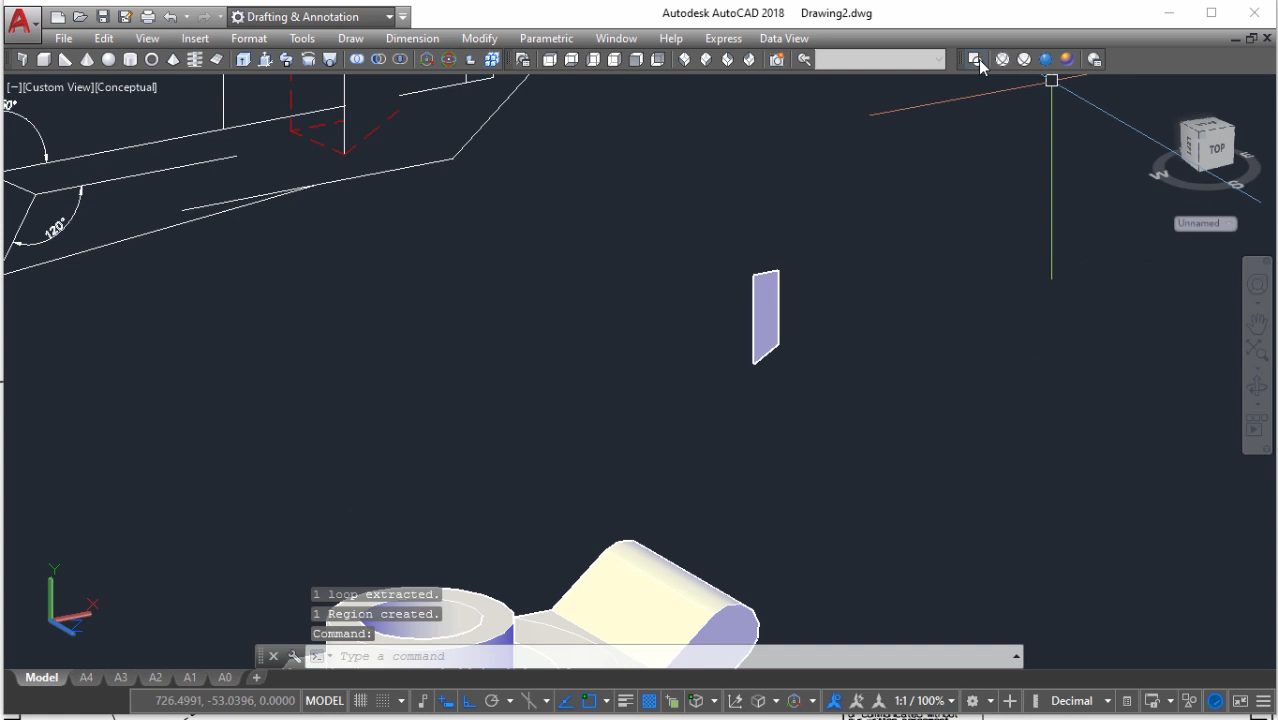 Drafting & Annotation
Autodesk AutoCAD 2018 Drawing2.dwg
File Edit View Insert Format Tools Draw Dimension Modify Parametric Window Help Express Data View
[−][Custom View][Conceptual]
TOP
E
W
S
Unnamed
120°
Y
X
Z
1 loop extracted.
1 Region created.
Command:
Type a command
Model A4 A3 A2 A1 A0
726.4991, -53.0396, 0.0000 MODEL 1:1 / 100% Decimal